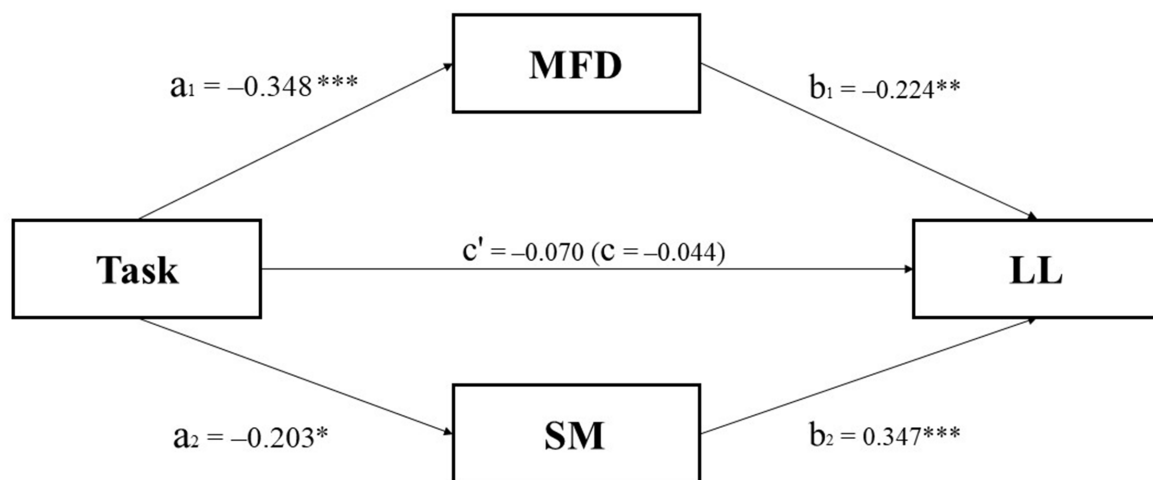 MFD
a₁ = –0.348***
b₁ = –0.224**
Task
c' = –0.070 (c = –0.044)
LL
a₂ = –0.203*
SM
b₂ = 0.347***